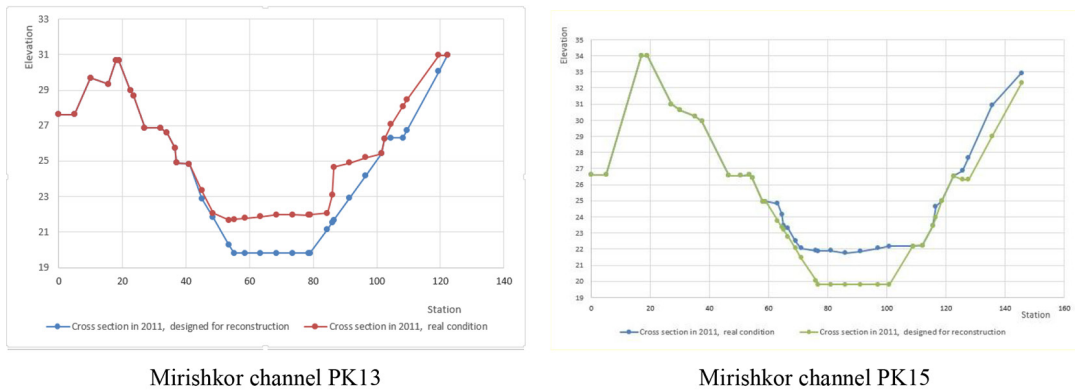 33
31
29
27
25
23
21
19
Elevation
0 20 40 60 80 100 120 140
Station
Cross section in 2011, designed for reconstruction
Cross section in 2011, real condition
Mirishkor channel PK13
35
34
33
32
31
30
29
28
27
26
25
24
23
22
21
20
19
Elevation
0 20 40 60 80 100 120 140 160
Station
Cross section in 2011, real condition
Cross section in 2011, designed for reconstruction
Mirishkor channel PK15